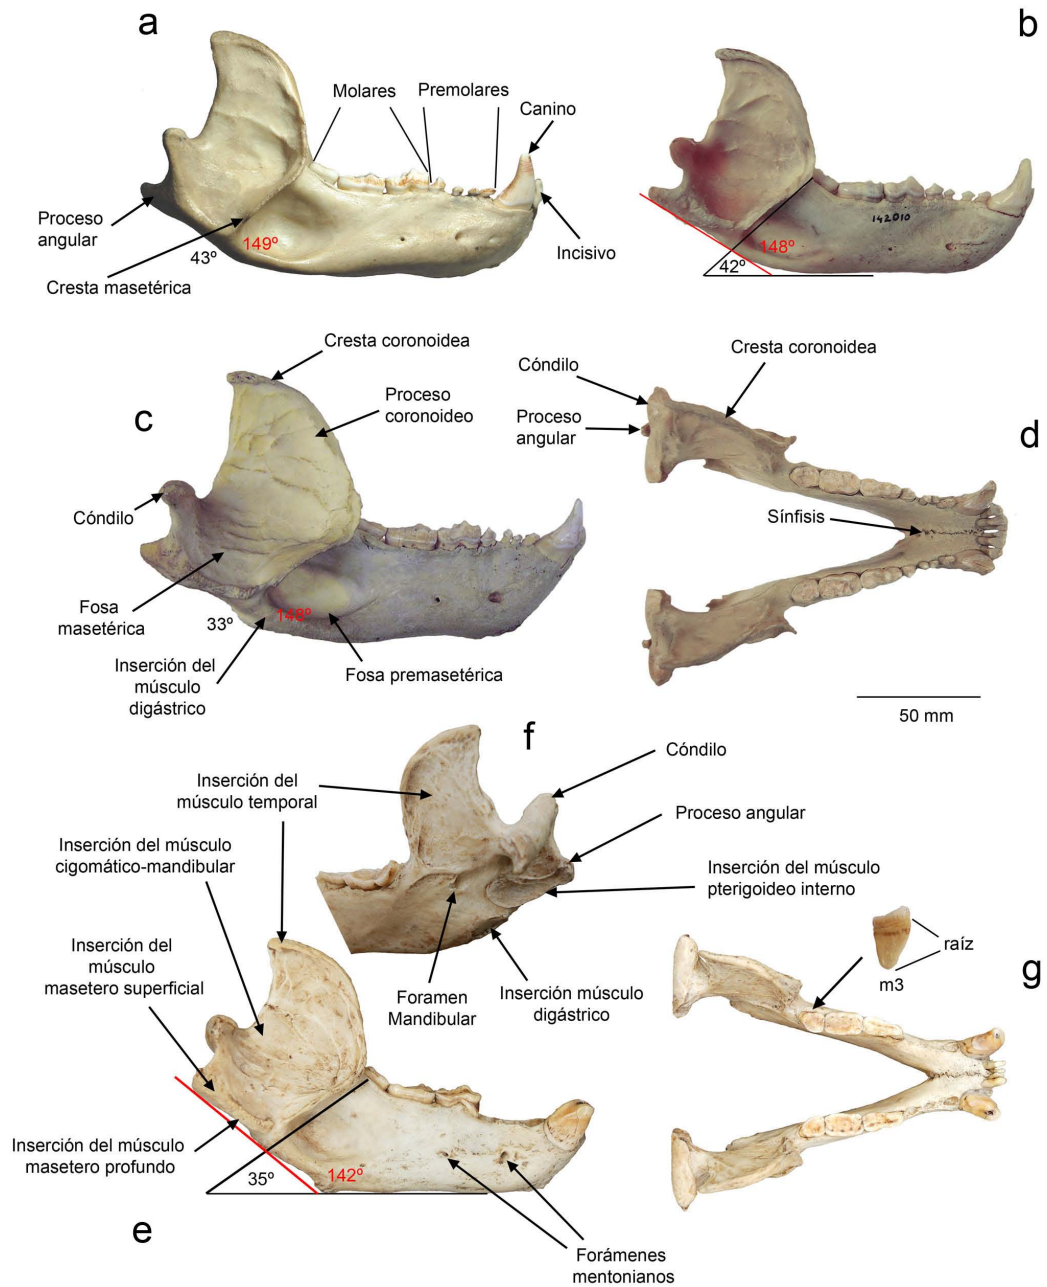 a
b
Molares
Premolares
Canino
Proceso
angular
149º
43º
Cresta masetérica
Incisivo
142010
148º
42º
Cresta coronoidea
Proceso
coronoideo
c
Cóndilo
Fosa
masetérica
33º
148º
Inserción del
músculo
digástrico
Fosa premasetérica
Cóndilo
Cresta coronoidea
Proceso
angular
d
Sínfisis
50 mm
f
Inserción del
músculo temporal
Cóndilo
Proceso angular
Inserción del músculo
cigomático-mandibular
Inserción del músculo
pterigoideo interno
Inserción del
músculo
masetero superficial
Foramen
Mandibular
Inserción músculo
digástrico
raíz
m3
g
Inserción del músculo
masetero profundo
35º
142º
e
Forámenes
mentonianos